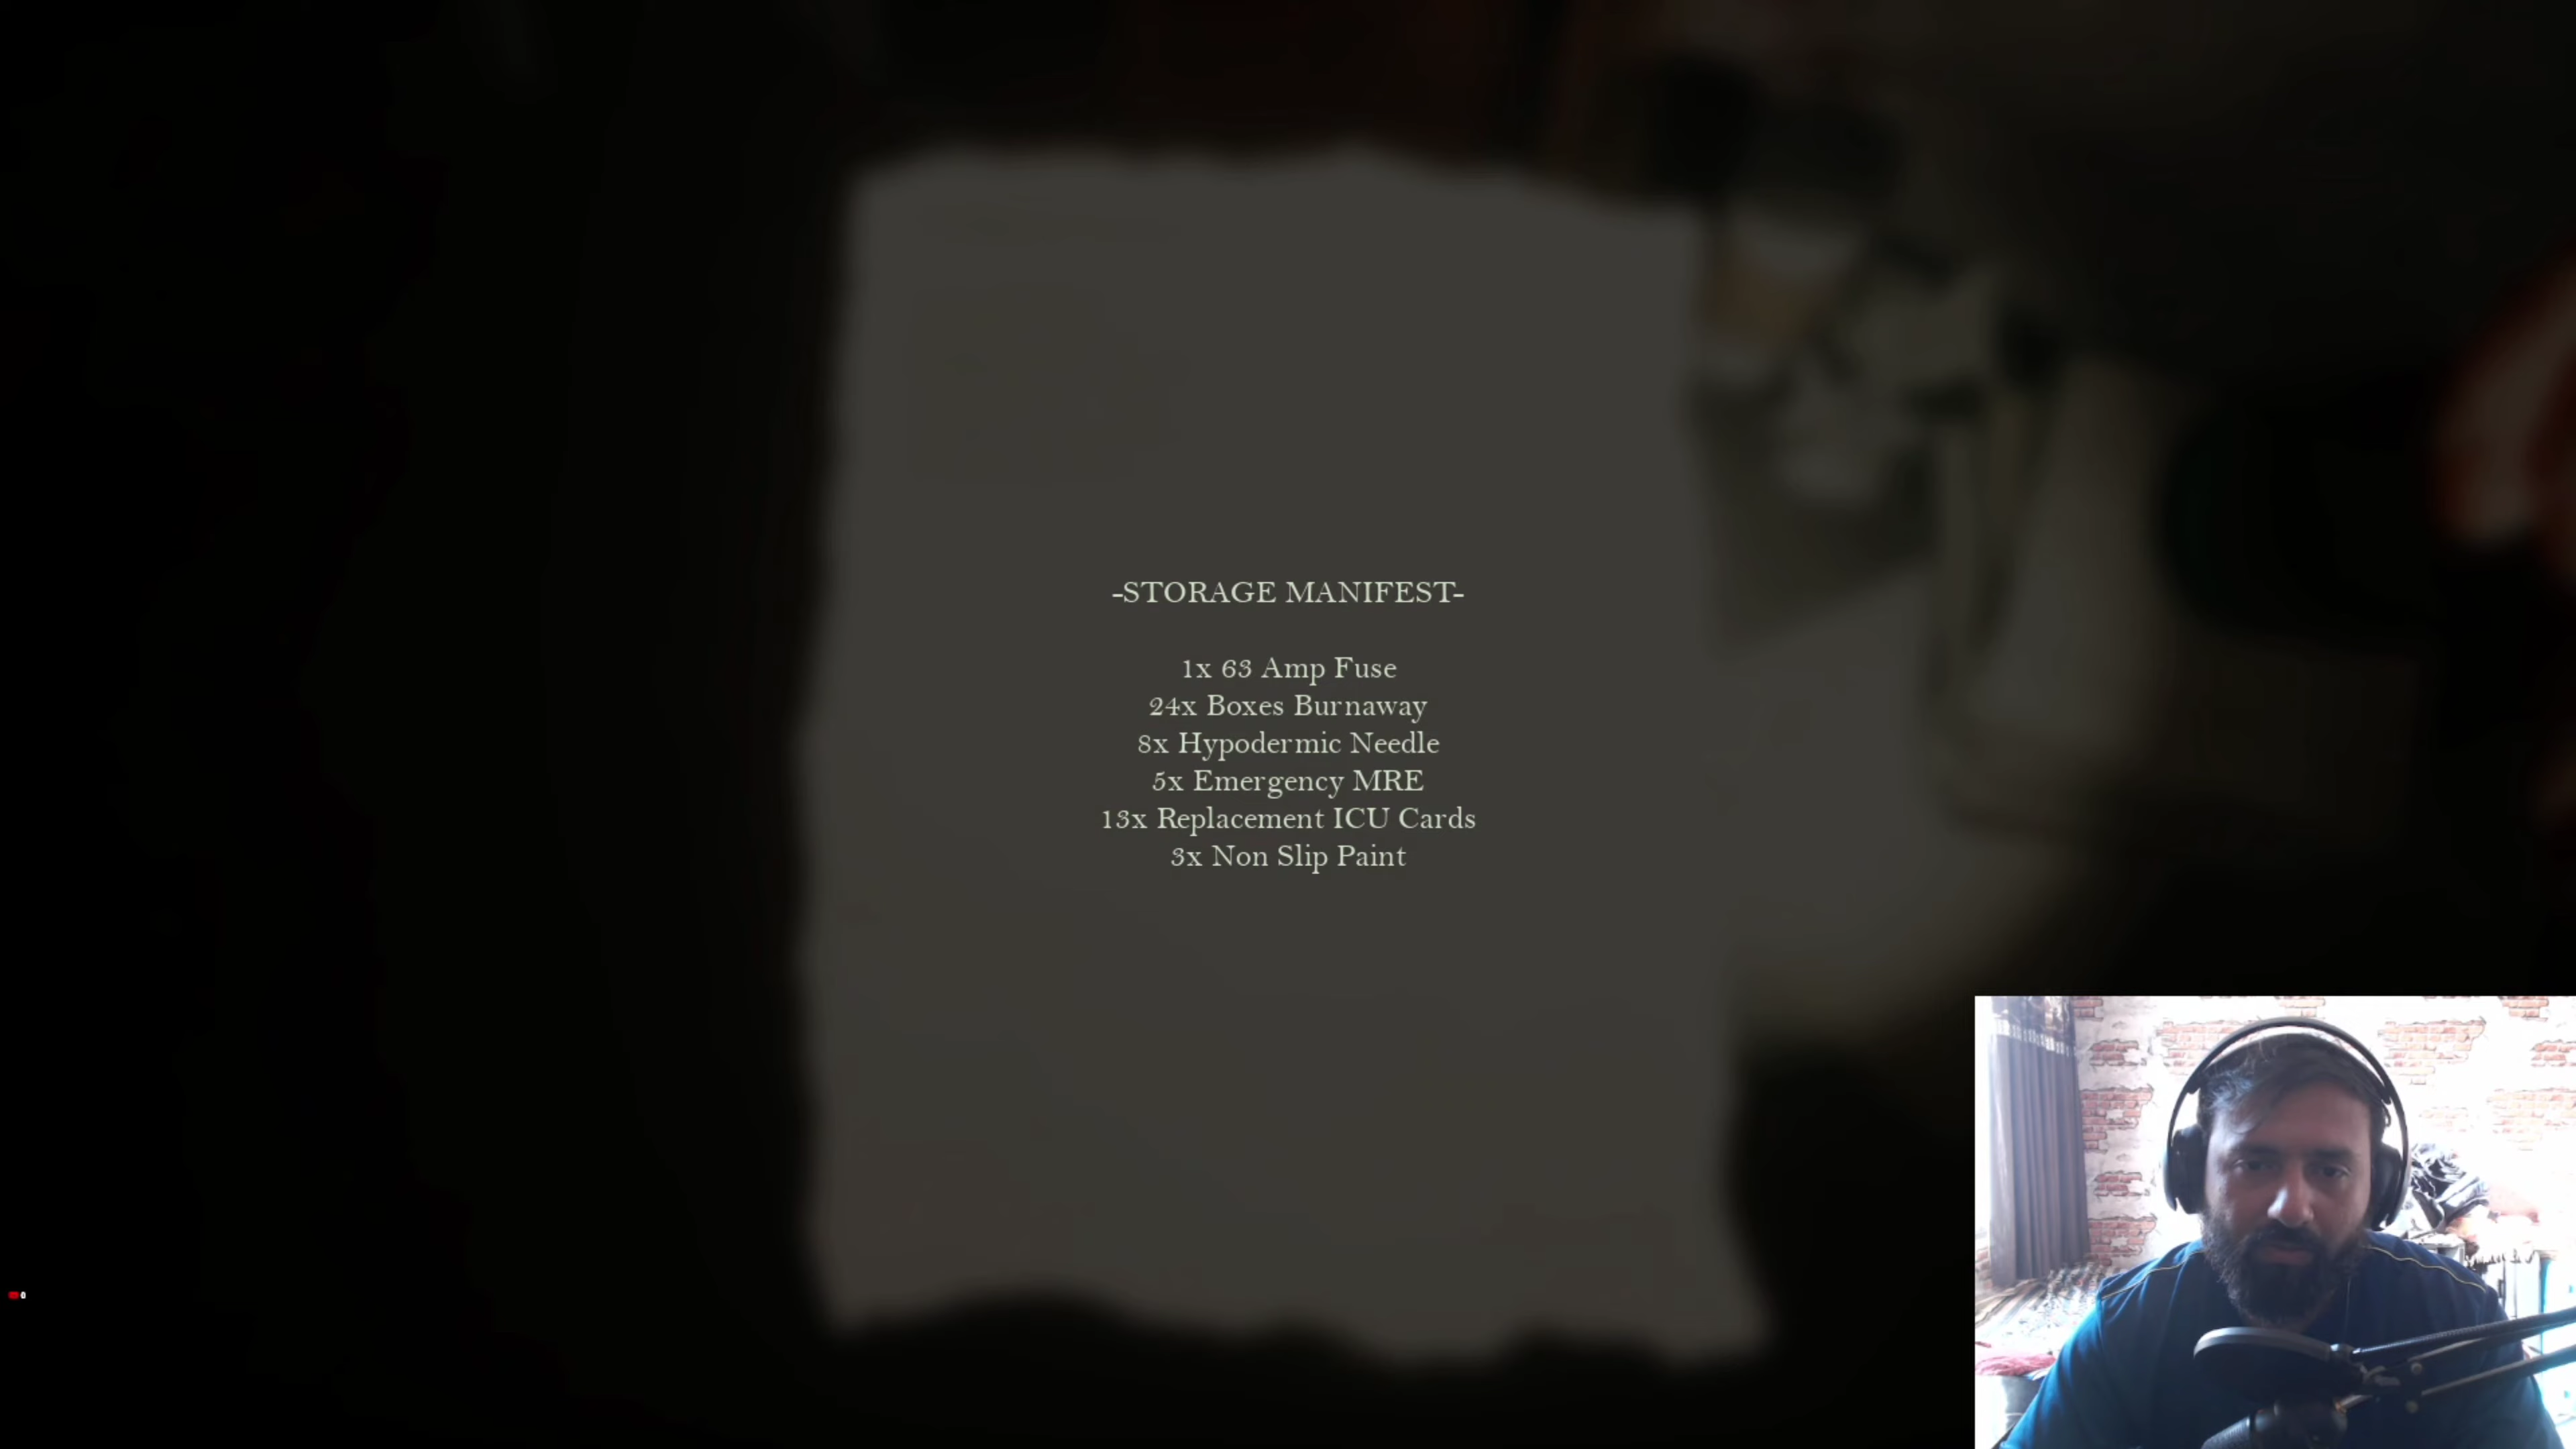 -STORAGE MANIFEST-
1x 63 Amp Fuse
24x Boxes Burnaway
8x Hypodermic Needle
5x Emergency MRE
13x Replacement ICU Cards
3x Non Slip Paint
0